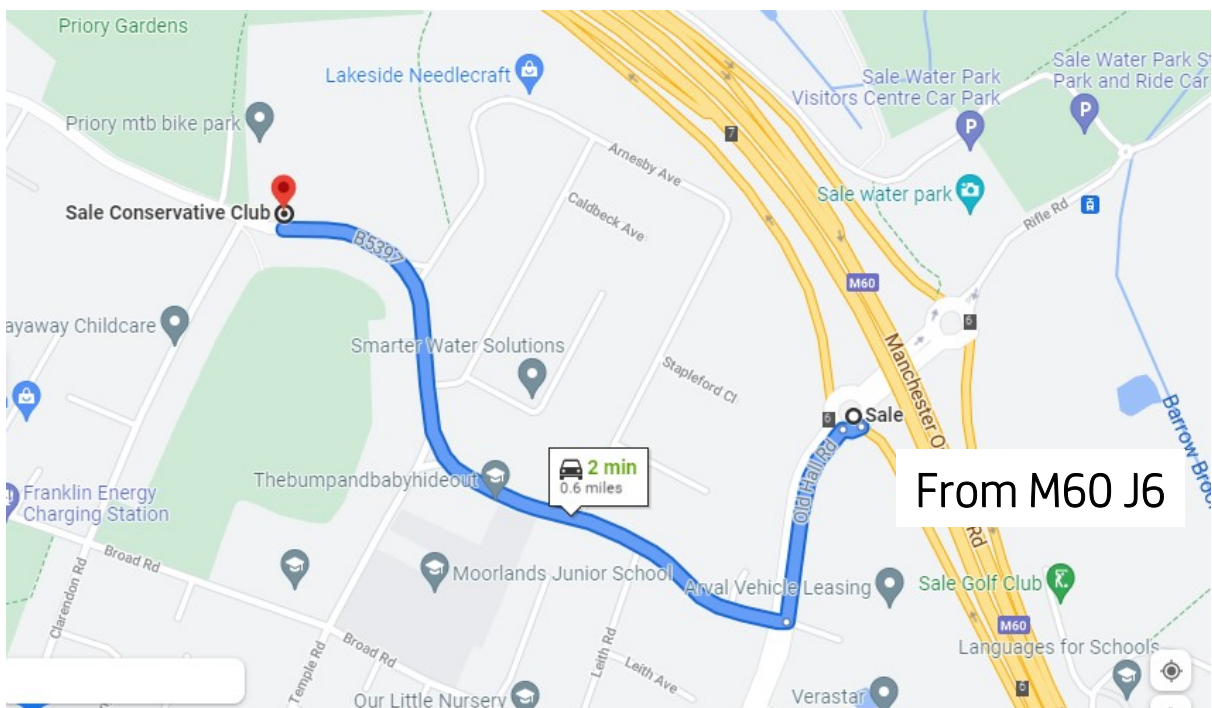 Priory Gardens
Lakeside Needlecraft
Priory mtb bike park
Sale Water Park
Visitors Centre Car Park
Sale Water Park St
Park and Ride Car
P
P
7
Arnesby Ave
Caldbeck Ave
Sale water park
Rifle Rd
Sale Conservative Club
B5397
M60
6
ayaway Childcare
Smarter Water Solutions
Stapleford Cl
Manchester O
Rd
6
Sale
Barrow Brook
2 min
0.6 miles
Old Hall Rd
From M60 J6
Thebumpandbabyhideout
Franklin Energy
Charging Station
Broad Rd
Clarendon Rd
Moorlands Junior School
Arval Vehicle Leasing
Sale Golf Club
M60
Languages for Schools
Temple Rd
Broad Rd
Leith Rd
Leith Ave
Our Little Nursery
Verastar
6